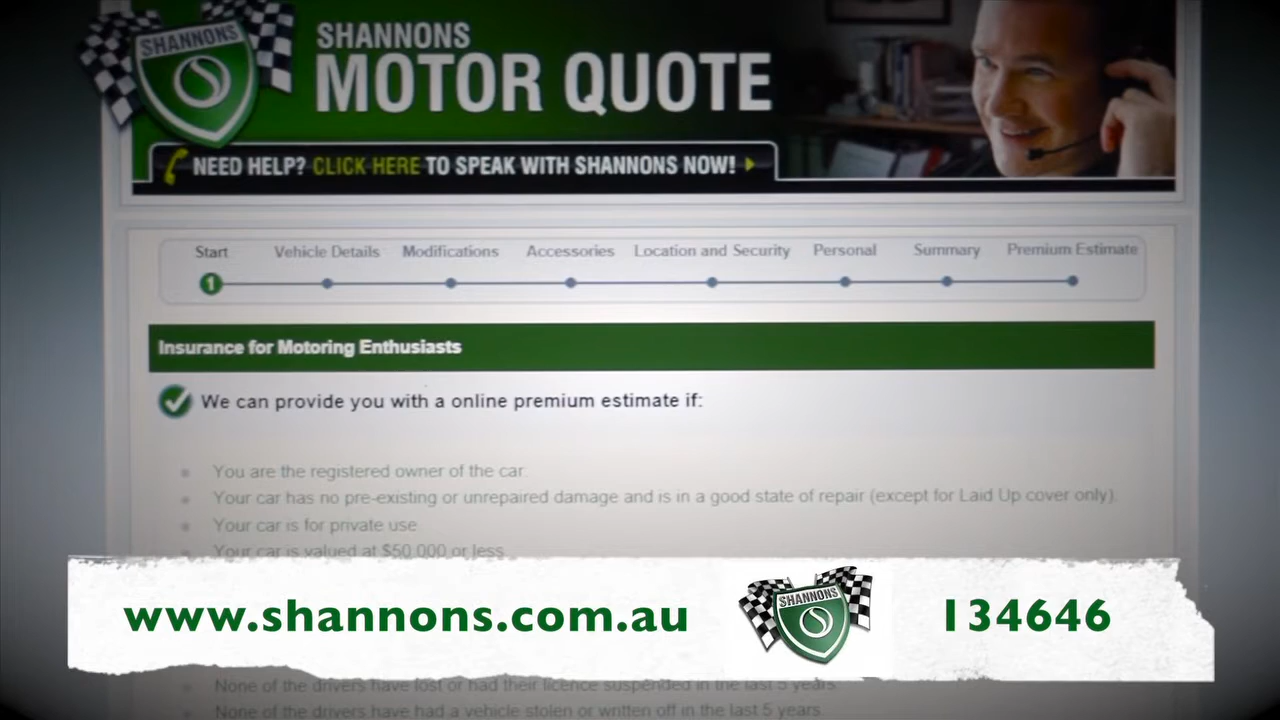 SHANNONS
SHANNONS
MOTOR QUOTE
NEED HELP? CLICK HERE TO SPEAK WITH SHANNONS NOW!
Start Vehicle Details Modifications Accessories Location and Security Personal Summary Premium Estimate
1
Insurance for Motoring Enthusiasts
We can provide you with a online premium estimate if:
You are the registered owner of the car.
Your car has no pre-existing or unrepaired damage and is in a good state of repair (except for Laid Up cover only).
Your car is for private use
Your car is valued at $50,000 or less
www.shannons.com.au SHANNONS 134646
None of the drivers have lost or had their licence suspended in the last 5 years.
None of the drivers have had a vehicle stolen or written off in the last 5 years.